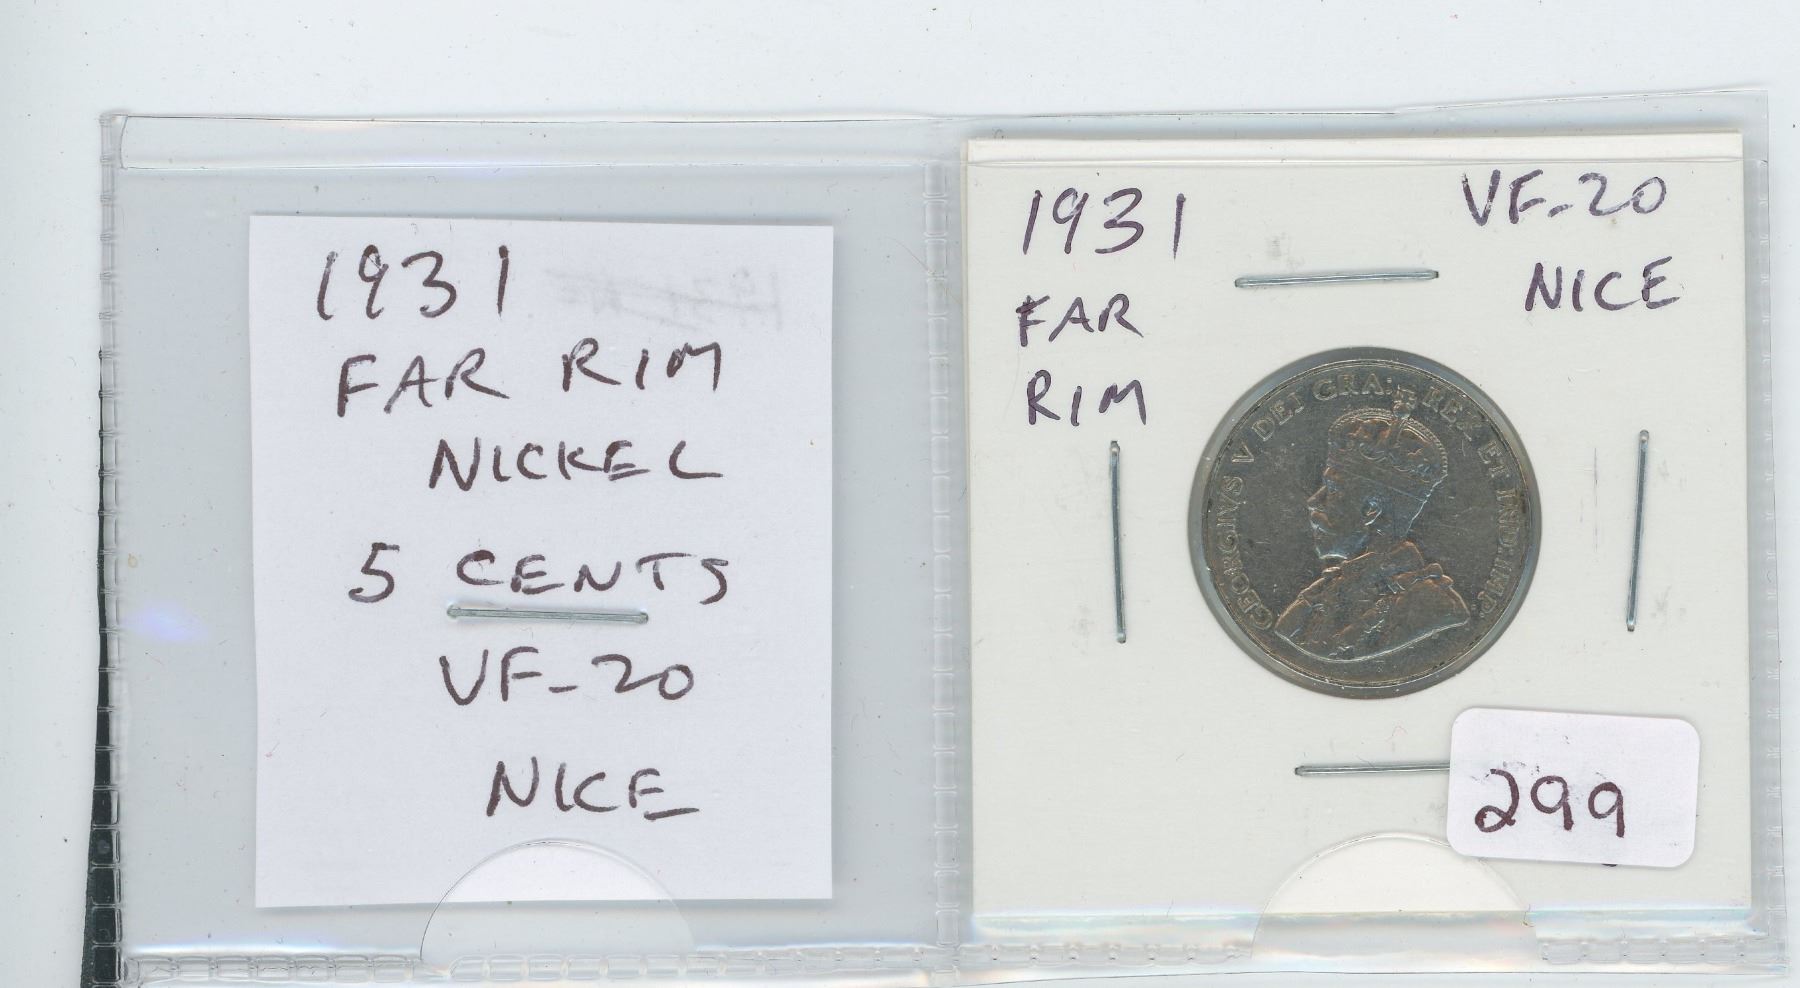 1931
FAR RIM
NICKEL
5 CENTS
VF-20
NICE
1931
FAR
RIM
VF-20
NICE
GEORGIVS V DEI GRA: REX ET IND: IMP:
299